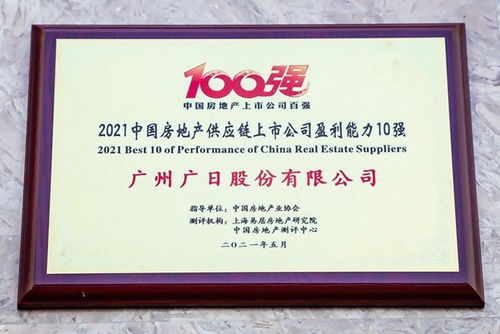 100强
中国房地产上市公司百强
2021中国房地产供应链上市公司盈利能力10强
2021 Best 10 of Performance of China Real Estate Suppliers
广州广日股份有限公司
指导单位：中国房地产业协会
测评机构：上海易居房地产研究院
中国房地产测评中心
二〇二一年五月